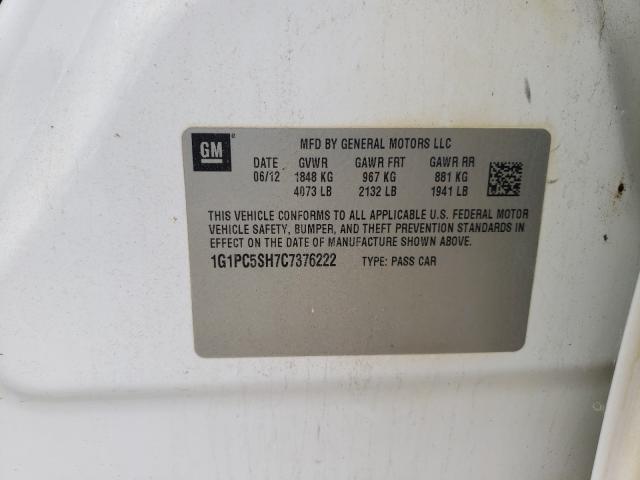 GM
MFD BY GENERAL MOTORS LLC
DATE GVWR GAWR FRT GAWR RR
06/12 1848 KG 967 KG 881 KG
4073 LB 2132 LB 1941 LB
THIS VEHICLE CONFORMS TO ALL APPLICABLE U.S. FEDERAL MOTOR
VEHICLE SAFETY, BUMPER, AND THEFT PREVENTION STANDARDS IN
EFFECT ON THE DATE OF MANUFACTURE SHOWN ABOVE.
1G1PC5SH7C7376222 TYPE: PASS CAR